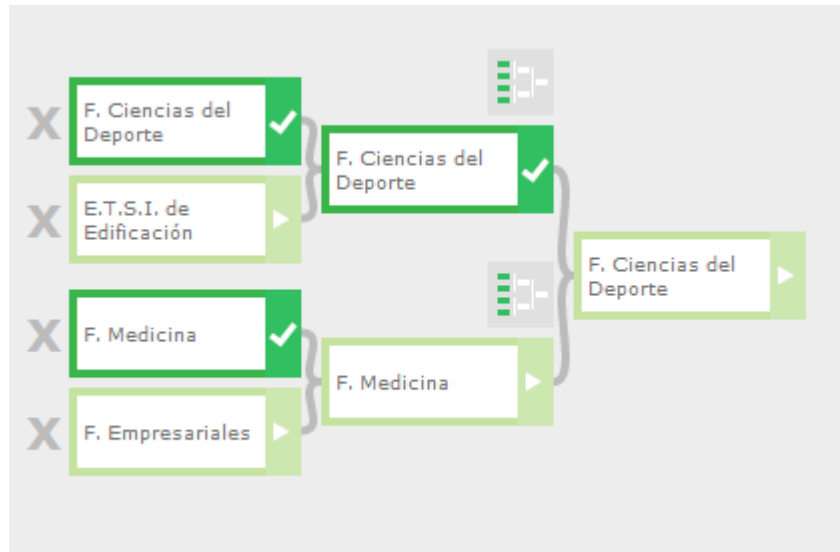 F. Ciencias del
Deporte
E.T.S.I. de
Edificación
F. Medicina
F. Empresariales
F. Ciencias del
Deporte
F. Medicina
F. Ciencias del
Deporte